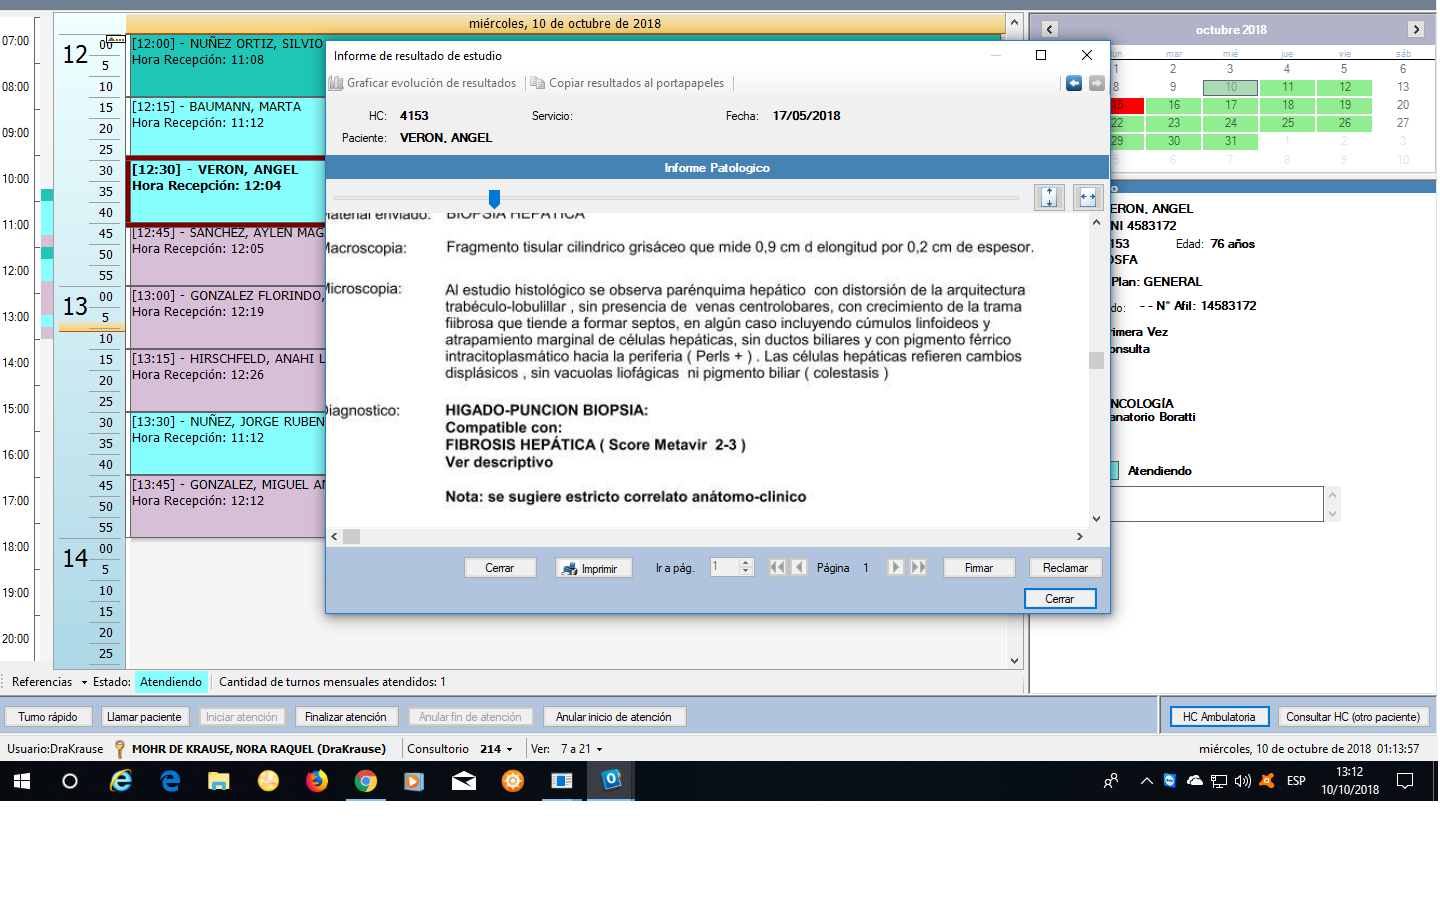 miércoles, 10 de octubre de 2018
07:00
08:00
09:00
10:00
11:00
12:00
13:00
14:00
15:00
16:00
17:00
18:00
19:00
20:00
12 00
5
10
15
20
25
30
35
40
45
50
55
13 00
5
10
15
20
25
30
35
40
45
50
55
14 00
5
10
15
20
25
[12:00] - NUÑEZ ORTIZ, SILVIO
Hora Recepción: 11:08
[12:15] - BAUMANN, MARTA
Hora Recepción: 11:12
[12:30] - VERON, ANGEL
Hora Recepción: 12:04
[12:45] - SANCHEZ, AYLEN MAG
Hora Recepción: 12:05
[13:00] - GONZALEZ FLORINDO,
Hora Recepción: 12:19
[13:15] - HIRSCHFELD, ANAHI L
Hora Recepción: 12:26
[13:30] - NUÑEZ, JORGE RUBEN
Hora Recepción: 11:12
[13:45] - GONZALEZ, MIGUEL AN
Hora Recepción: 12:12
Informe de resultado de estudio
Graficar evolución de resultados Copiar resultados al portapapeles
HC: 4153 Servicio: Fecha: 17/05/2018
Paciente: VERON, ANGEL
Informe Patologico
Material enviado: BIOPSIA HEPATICA
Macroscopia: Fragmento tisular cilindrico grisáceo que mide 0,9 cm d elongitud por 0,2 cm de espesor.
Microscopia: Al estudio histológico se observa parénquima hepático con distorsión de la arquitectura
trabéculo-lobulillar , sin presencia de venas centrolobares, con crecimiento de la trama
fiibrosa que tiende a formar septos, en algún caso incluyendo cúmulos linfoideos y
atrapamiento marginal de células hepáticas, sin ductos biliares y con pigmento férrico
intracitoplasmático hacia la periferia ( Perls + ) . Las células hepáticas refieren cambios
displásicos , sin vacuolas liofágicas ni pigmento biliar ( colestasis )
Diagnostico: HIGADO-PUNCION BIOPSIA:
Compatible con:
FIBROSIS HEPÁTICA ( Score Metavir 2-3 )
Ver descriptivo
Nota: se sugiere estricto correlato anátomo-clinico
Cerrar Imprimir Ir a pág. 1 Página 1 Firmar Reclamar
Cerrar
octubre 2018
un mar mié jue vie sáb
1 2 3 4 5 6
8 9 10 11 12 13
15 16 17 18 19 20
22 23 24 25 26 27
29 30 31 1 2 3
5 6 7 8 9 10
o
ERON, ANGEL
NI 4583172
153 Edad: 76 años
OSFA
Plan: GENERAL
do: - - N° Afil: 14583172
rimera Vez
onsulta
NCOLOGÍA
anatorio Boratti
Atendiendo
Referencias Estado: Atendiendo Cantidad de turnos mensuales atendidos: 1
Turno rápido Llamar paciente Iniciar atención Finalizar atención Anular fin de atención Anular inicio de atención HC Ambulatoria Consultar HC (otro paciente)
Usuario:DraKrause MOHR DE KRAUSE, NORA RAQUEL (DraKrause) Consultorio 214 Ver: 7 a 21 miércoles, 10 de octubre de 2018 01:13:57
ESP 13:12
10/10/2018